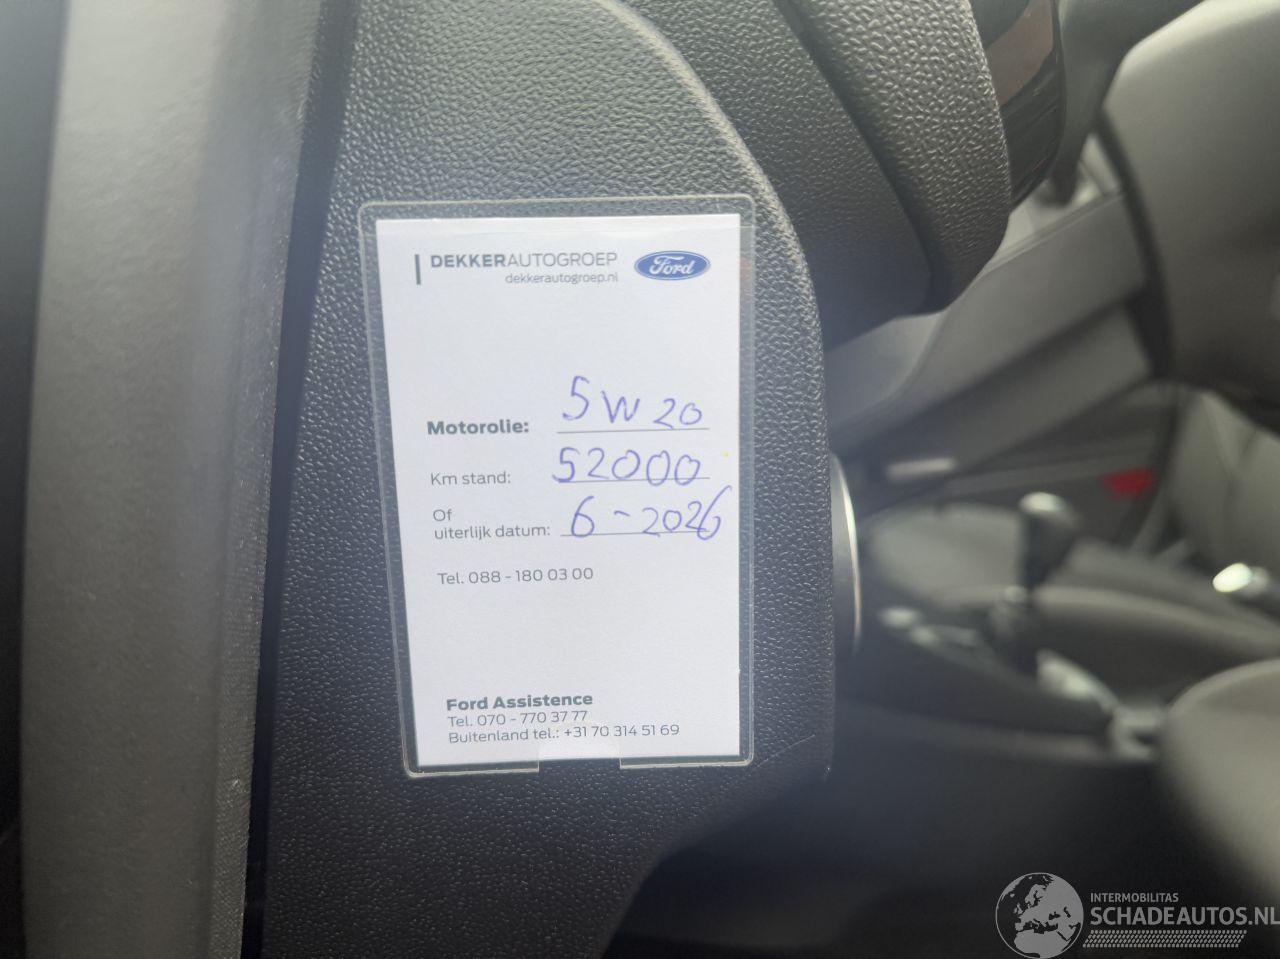 DEKKERAUTOGROEP
dekkerautogroep.nl
Ford
Motorolie: 5W20
Km stand: 52000
Of
uiterlijk datum: 6-2026
Tel. 088 - 180 03 00
Ford Assistence
Tel. 070 - 770 37 77
Buitenland tel.: +31 70 314 51 69
INTERMOBILITAS
SCHADEAUTOS.NL